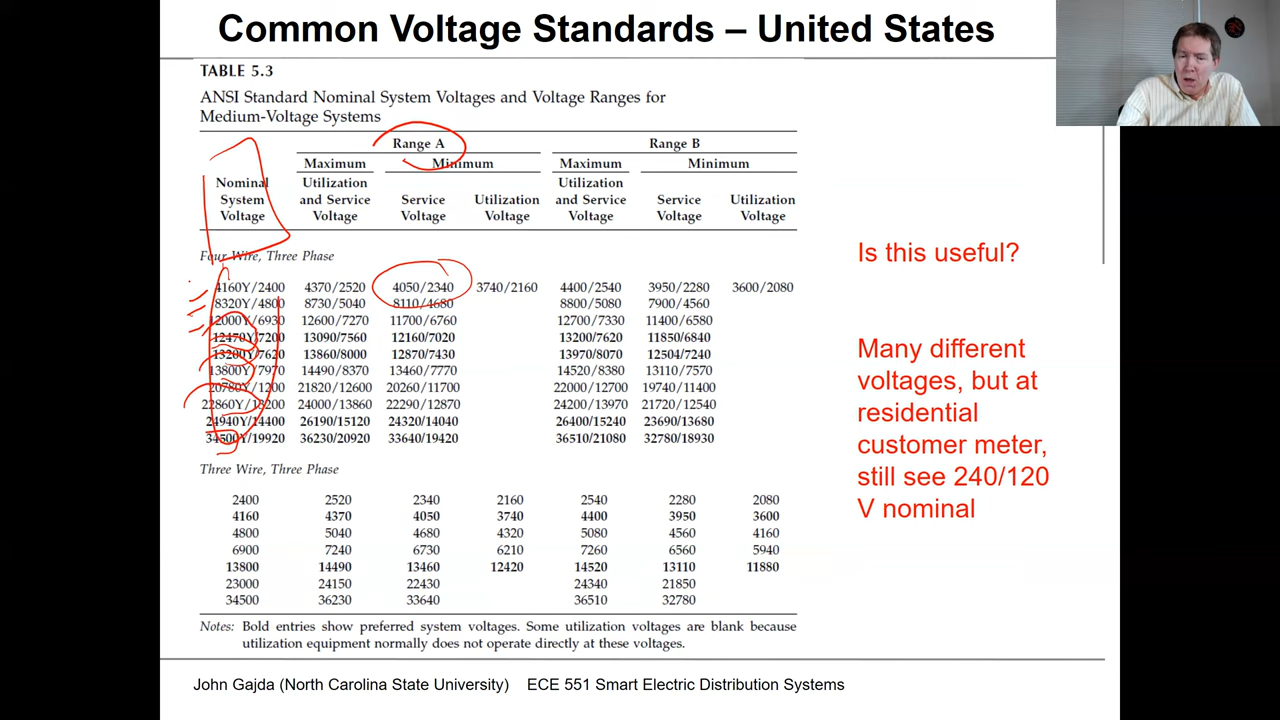 Common Voltage Standards – United States
TABLE 5.3
ANSI Standard Nominal System Voltages and Voltage Ranges for
Medium-Voltage Systems
Range A Range B
Maximum Minimum Maximum Minimum
Nominal Utilization Utilization
System and Service Service Utilization and Service Service Utilization
Voltage Voltage Voltage Voltage Voltage Voltage Voltage
Four Wire, Three Phase
4160Y/2400 4370/2520 4050/2340 3740/2160 4400/2540 3950/2280 3600/2080
8320Y/4800 8730/5040 8110/4680 8800/5080 7900/4560
12000Y/6930 12600/7270 11700/6760 12700/7330 11400/6580
12470Y/7200 13090/7560 12160/7020 13200/7620 11850/6840
13200Y/7620 13860/8000 12870/7430 13970/8070 12504/7240
13800Y/7970 14490/8370 13460/7770 14520/8380 13110/7570
20780Y/1200 21820/12600 20260/11700 22000/12700 19740/11400
22860Y/13200 24000/13860 22290/12870 24200/13970 21720/12540
24940Y/14400 26190/15120 24320/14040 26400/15240 23690/13680
34500Y/19920 36230/20920 33640/19420 36510/21080 32780/18930
Three Wire, Three Phase
2400 2520 2340 2160 2540 2280 2080
4160 4370 4050 3740 4400 3950 3600
4800 5040 4680 4320 5080 4560 4160
6900 7240 6730 6210 7260 6560 5940
13800 14490 13460 12420 14520 13110 11880
23000 24150 22430 24340 21850
34500 36230 33640 36510 32780
Notes: Bold entries show preferred system voltages. Some utilization voltages are blank because
utilization equipment normally does not operate directly at these voltages.
Is this useful?
Many different
voltages, but at
residential
customer meter,
still see 240/120
V nominal
John Gajda (North Carolina State University) ECE 551 Smart Electric Distribution Systems